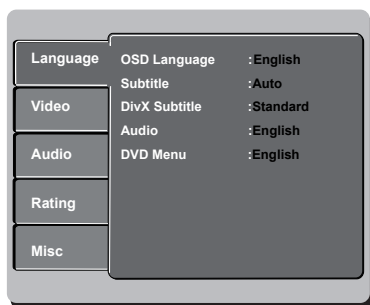 Language
Video
Audio
Rating
Misc
OSD Language :English
Subtitle :Auto
DivX Subtitle :Standard
Audio :English
DVD Menu :English